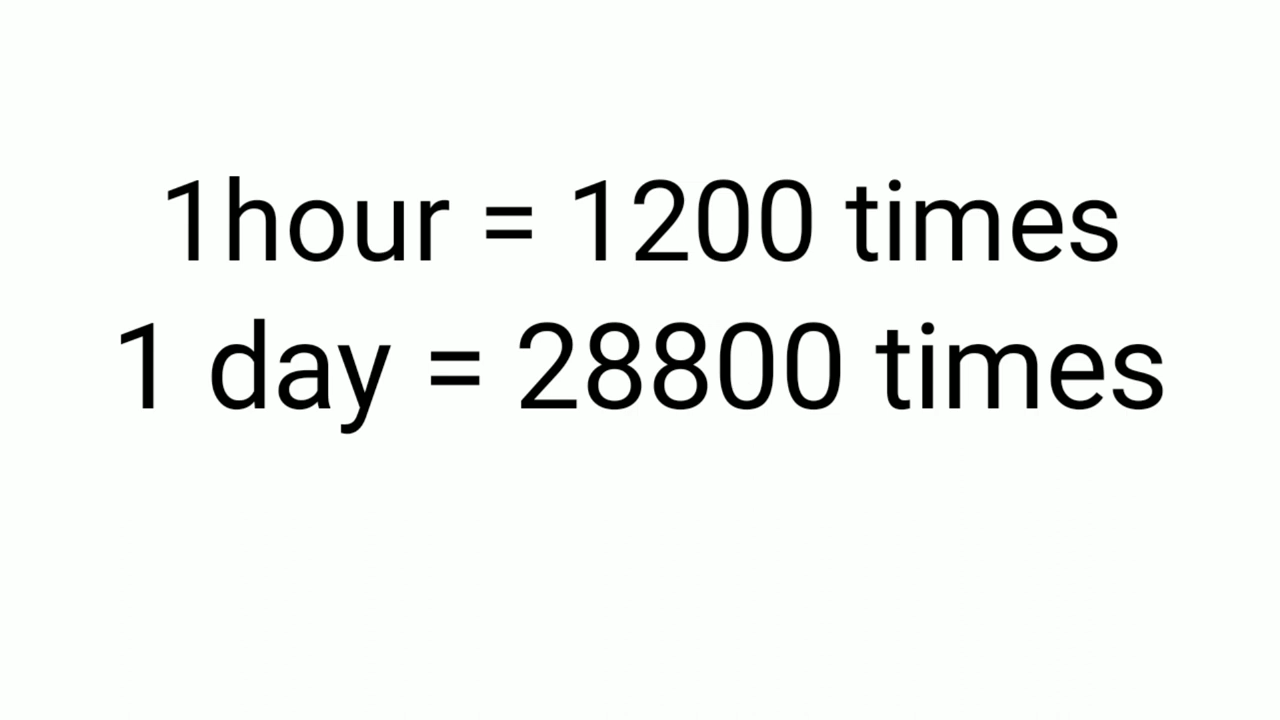 1hour = 1200 times
1 day = 28800 times